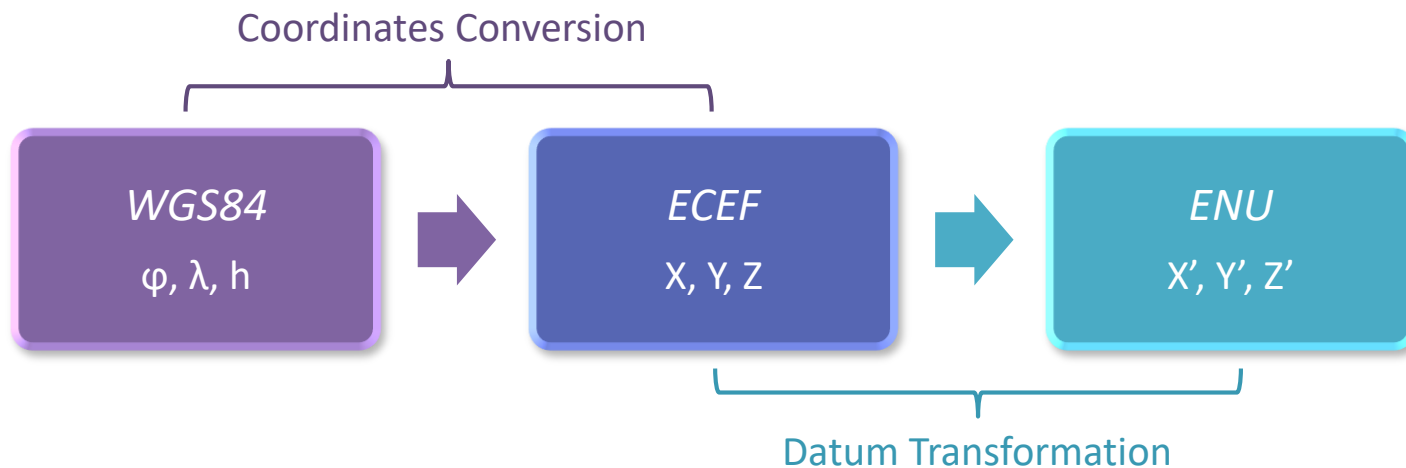 Coordinates Conversion
WGS84
φ, λ, h
ECEF
X, Y, Z
ENU
X’, Y’, Z’
Datum Transformation